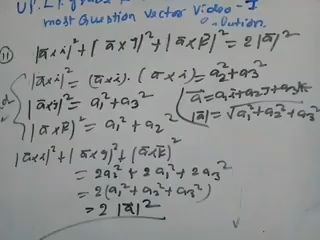 most question vector Video - I
solution.
(11) |a̅ × i|² + |a̅ × j|² + |a̅ × k̅|² = 2|a̅|²
|a̅ × i|² = (a̅ × i).(a̅ × i) = a₂² + a₃²
|a̅ × j|² = a₁² + a₃²
a̅ = a₁i + a₂j + a₃k
|a̅ × k̅|² = a₁² + a₂²
|a̅| = √a₁² + a₂² + a₃²
|a̅ × i|² + |a̅ × j|² + |a̅ × k̅|²
= 2a₂² + 2a₁² + 2a₃²
= 2(a₁² + a₂² + a₃²)
= 2 |a̅|²